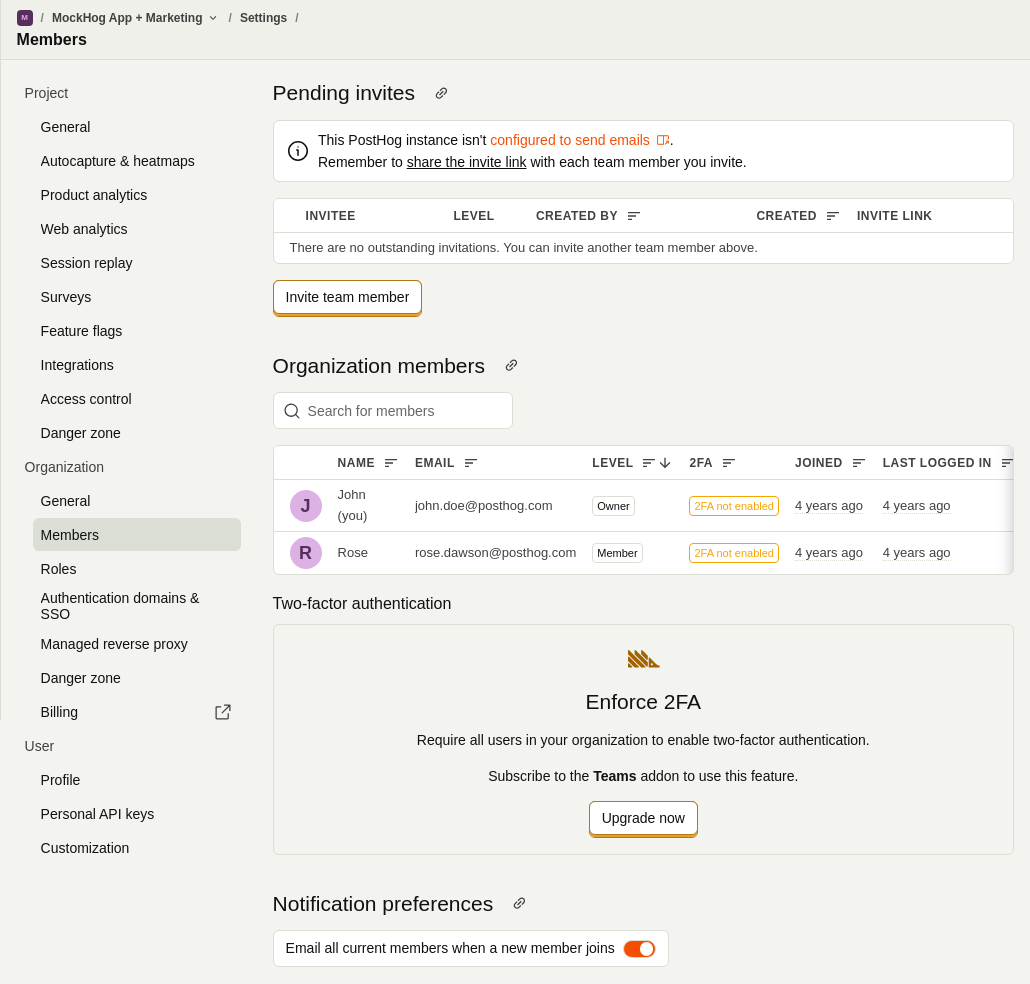 M / MockHog App + Marketing / Settings /
Members
Project
General
Autocapture & heatmaps
Product analytics
Web analytics
Session replay
Surveys
Feature flags
Integrations
Access control
Danger zone
Organization
General
Members
Roles
Authentication domains &
SSO
Managed reverse proxy
Danger zone
Billing
User
Profile
Personal API keys
Customization
Pending invites
This PostHog instance isn't configured to send emails .
Remember to share the invite link with each team member you invite.
INVITEE LEVEL CREATED BY CREATED INVITE LINK
There are no outstanding invitations. You can invite another team member above.
Invite team member
Organization members
Search for members
NAME EMAIL LEVEL 2FA JOINED LAST LOGGED IN
J John
(you) john.doe@posthog.com Owner 2FA not enabled 4 years ago 4 years ago
R Rose rose.dawson@posthog.com Member 2FA not enabled 4 years ago 4 years ago
Two-factor authentication
Enforce 2FA
Require all users in your organization to enable two-factor authentication.
Subscribe to the Teams addon to use this feature.
Upgrade now
Notification preferences
Email all current members when a new member joins